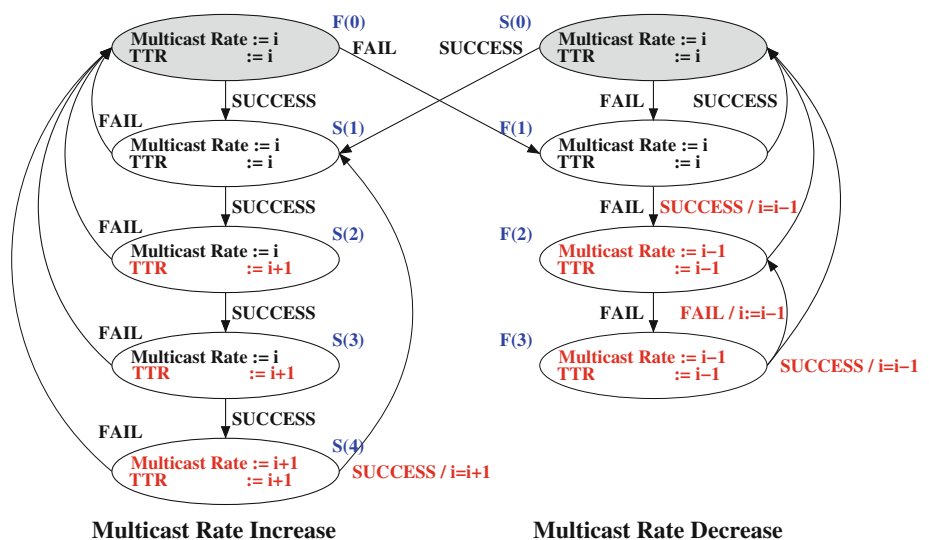 F(0)
S(0)
Multicast Rate := i
TTR := i
FAIL
SUCCESS
Multicast Rate := i
TTR := i
SUCCESS
FAIL
SUCCESS
FAIL
S(1)
F(1)
Multicast Rate := i
TTR := i
Multicast Rate := i
TTR := i
SUCCESS
FAIL
SUCCESS / i=i−1
FAIL
S(2)
F(2)
Multicast Rate := i
TTR := i+1
Multicast Rate := i−1
TTR := i−1
SUCCESS
FAIL
FAIL / i:=i−1
FAIL
S(3)
F(3)
Multicast Rate := i
TTR := i+1
Multicast Rate := i−1
TTR := i−1
SUCCESS / i=i−1
SUCCESS
FAIL
S(4)
Multicast Rate := i+1
TTR := i+1
SUCCESS / i=i+1
Multicast Rate Increase
Multicast Rate Decrease